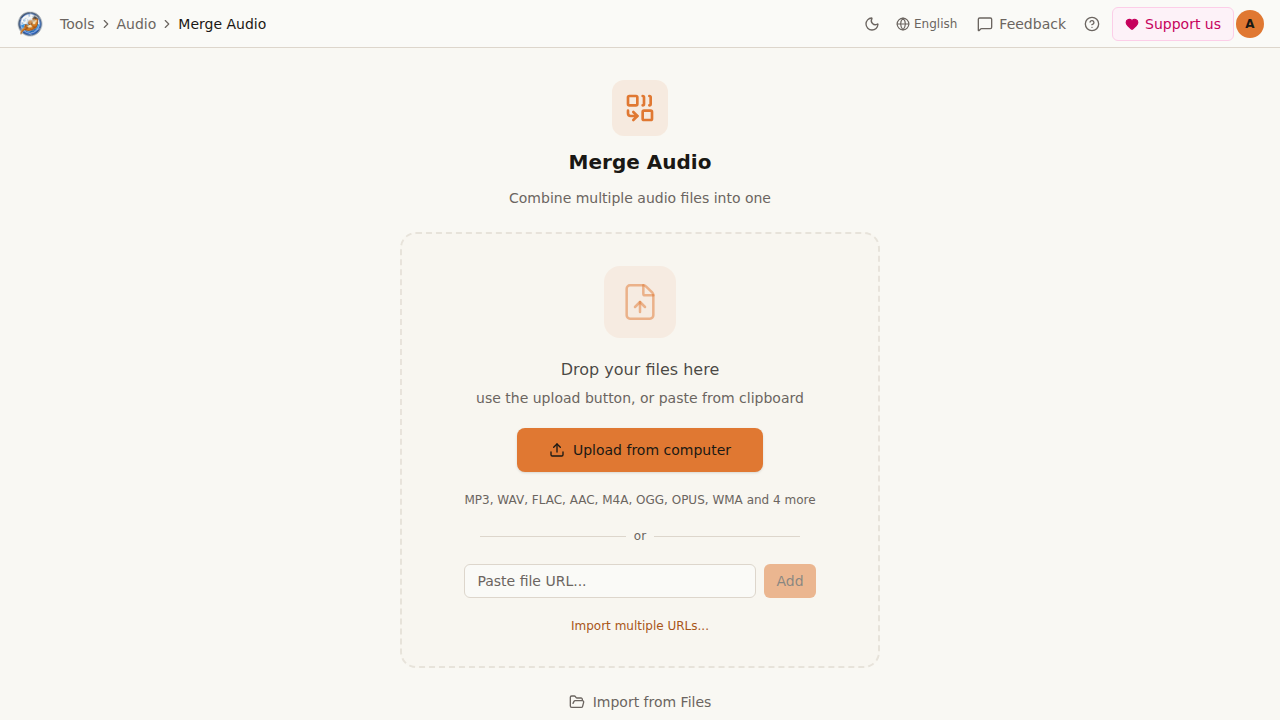 Tools > Audio > Merge Audio
English
Feedback
Support us
A
Merge Audio
Combine multiple audio files into one
Drop your files here
use the upload button, or paste from clipboard
Upload from computer
MP3, WAV, FLAC, AAC, M4A, OGG, OPUS, WMA and 4 more
or
Paste file URL...
Add
Import multiple URLs...
Import from Files